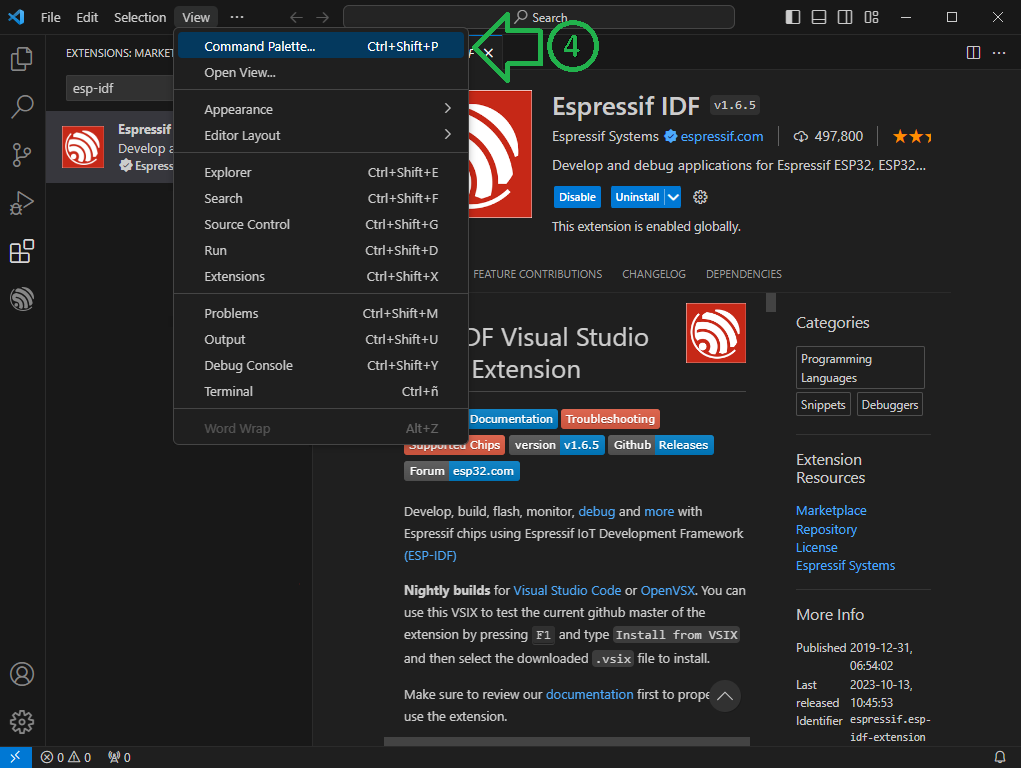 File Edit Selection View ··· Search
EXTENSIONS: MARKET
esp-idf
Espressif
Develop a
Espress
Command Palette... Ctrl+Shift+P
4
Open View...
Appearance
Editor Layout
Explorer Ctrl+Shift+E
Search Ctrl+Shift+F
Source Control Ctrl+Shift+G
Run Ctrl+Shift+D
Extensions Ctrl+Shift+X
Problems Ctrl+Shift+M
Output Ctrl+Shift+U
Debug Console Ctrl+Shift+Y
Terminal Ctrl+ñ
Word Wrap Alt+Z
Espressif IDF v1.6.5
Espressif Systems espressif.com 497,800
Develop and debug applications for Espressif ESP32, ESP32...
Disable Uninstall
This extension is enabled globally.
FEATURE CONTRIBUTIONS CHANGELOG DEPENDENCIES
DF Visual Studio
Extension
Documentation Troubleshooting
Supported Chips version v1.6.5 Github Releases
Forum esp32.com
Develop, build, flash, monitor, debug and more with
Espressif chips using Espressif IoT Development Framework
(ESP-IDF)
Nightly builds for Visual Studio Code or OpenVSX. You can
use this VSIX to test the current github master of the
extension by pressing F1 and type Install from VSIX
and then select the downloaded .vsix file to install.
Make sure to review our documentation first to prope
use the extension.
Categories
Programming
Languages
Snippets Debuggers
Extension
Resources
Marketplace
Repository
License
Espressif Systems
More Info
Published 2019-12-31,
06:54:02
Last 2023-10-13,
released 10:45:53
Identifier espressif.esp-
idf-extension
0 0 0